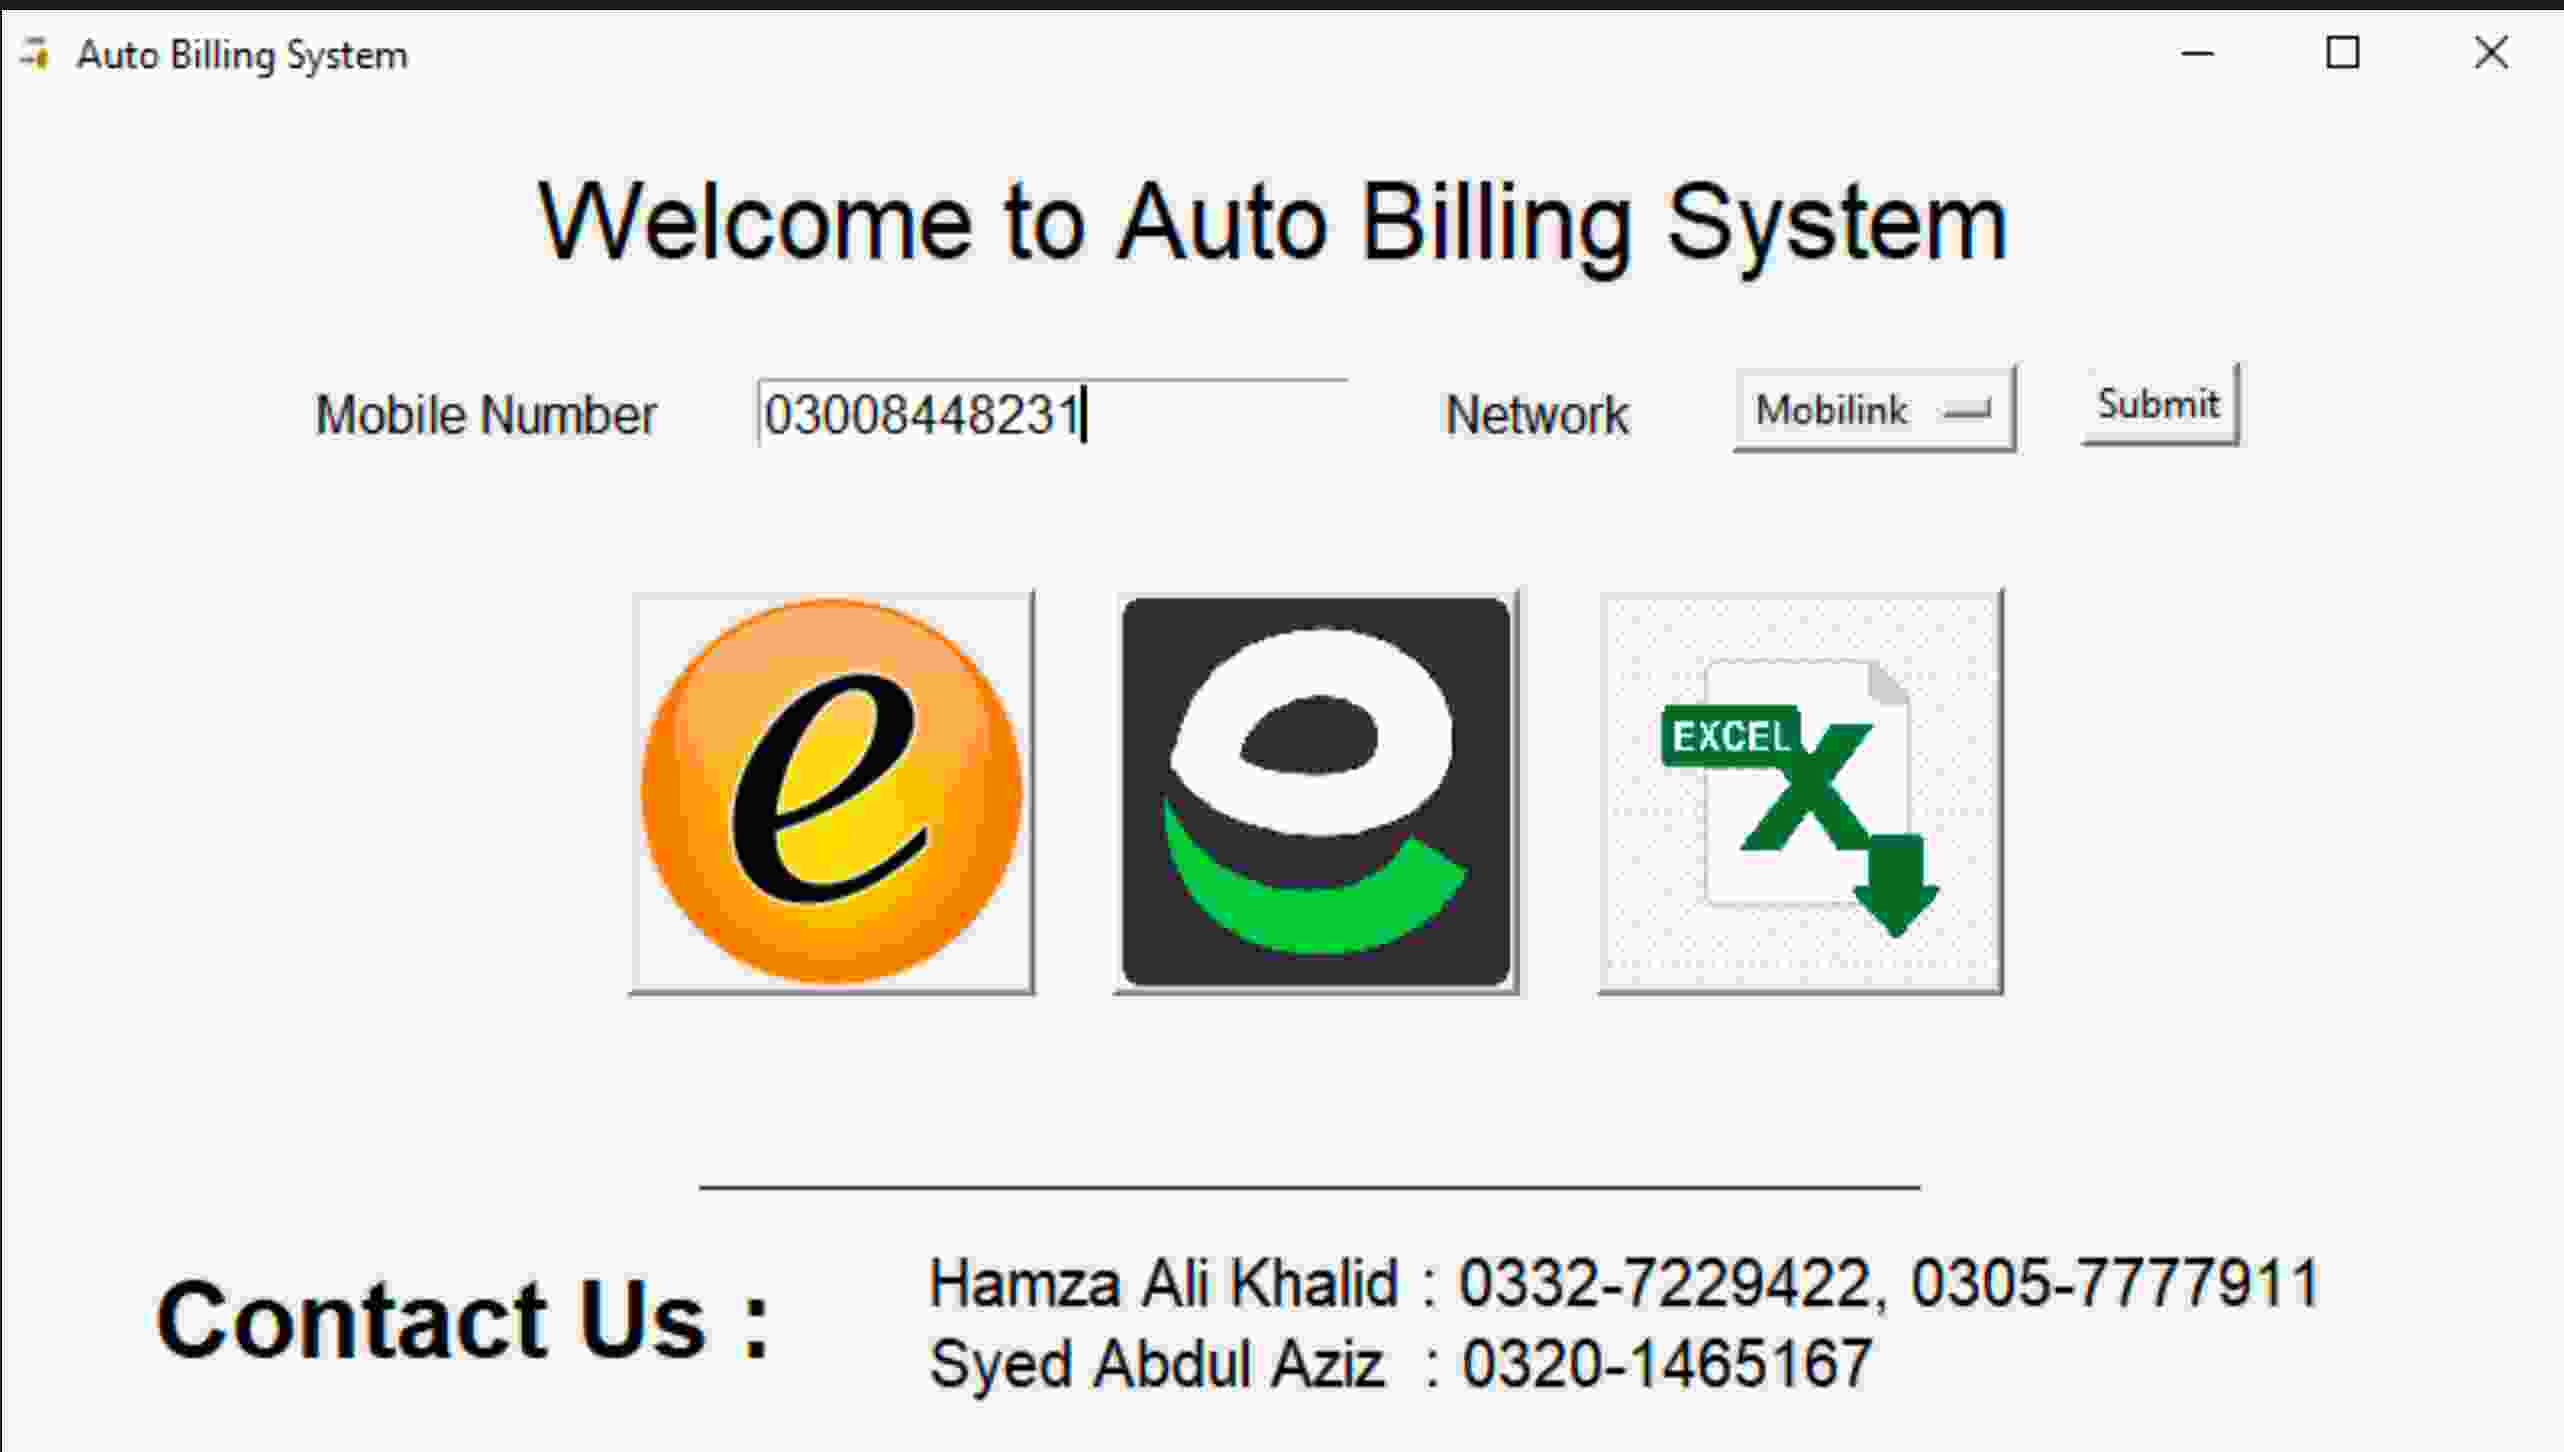 Auto Billing System
Welcome to Auto Billing System
Mobile Number 03008448231 Network Mobilink Submit
e
EXCEL X
Contact Us :
Hamza Ali Khalid : 0332-7229422, 0305-7777911
Syed Abdul Aziz : 0320-1465167